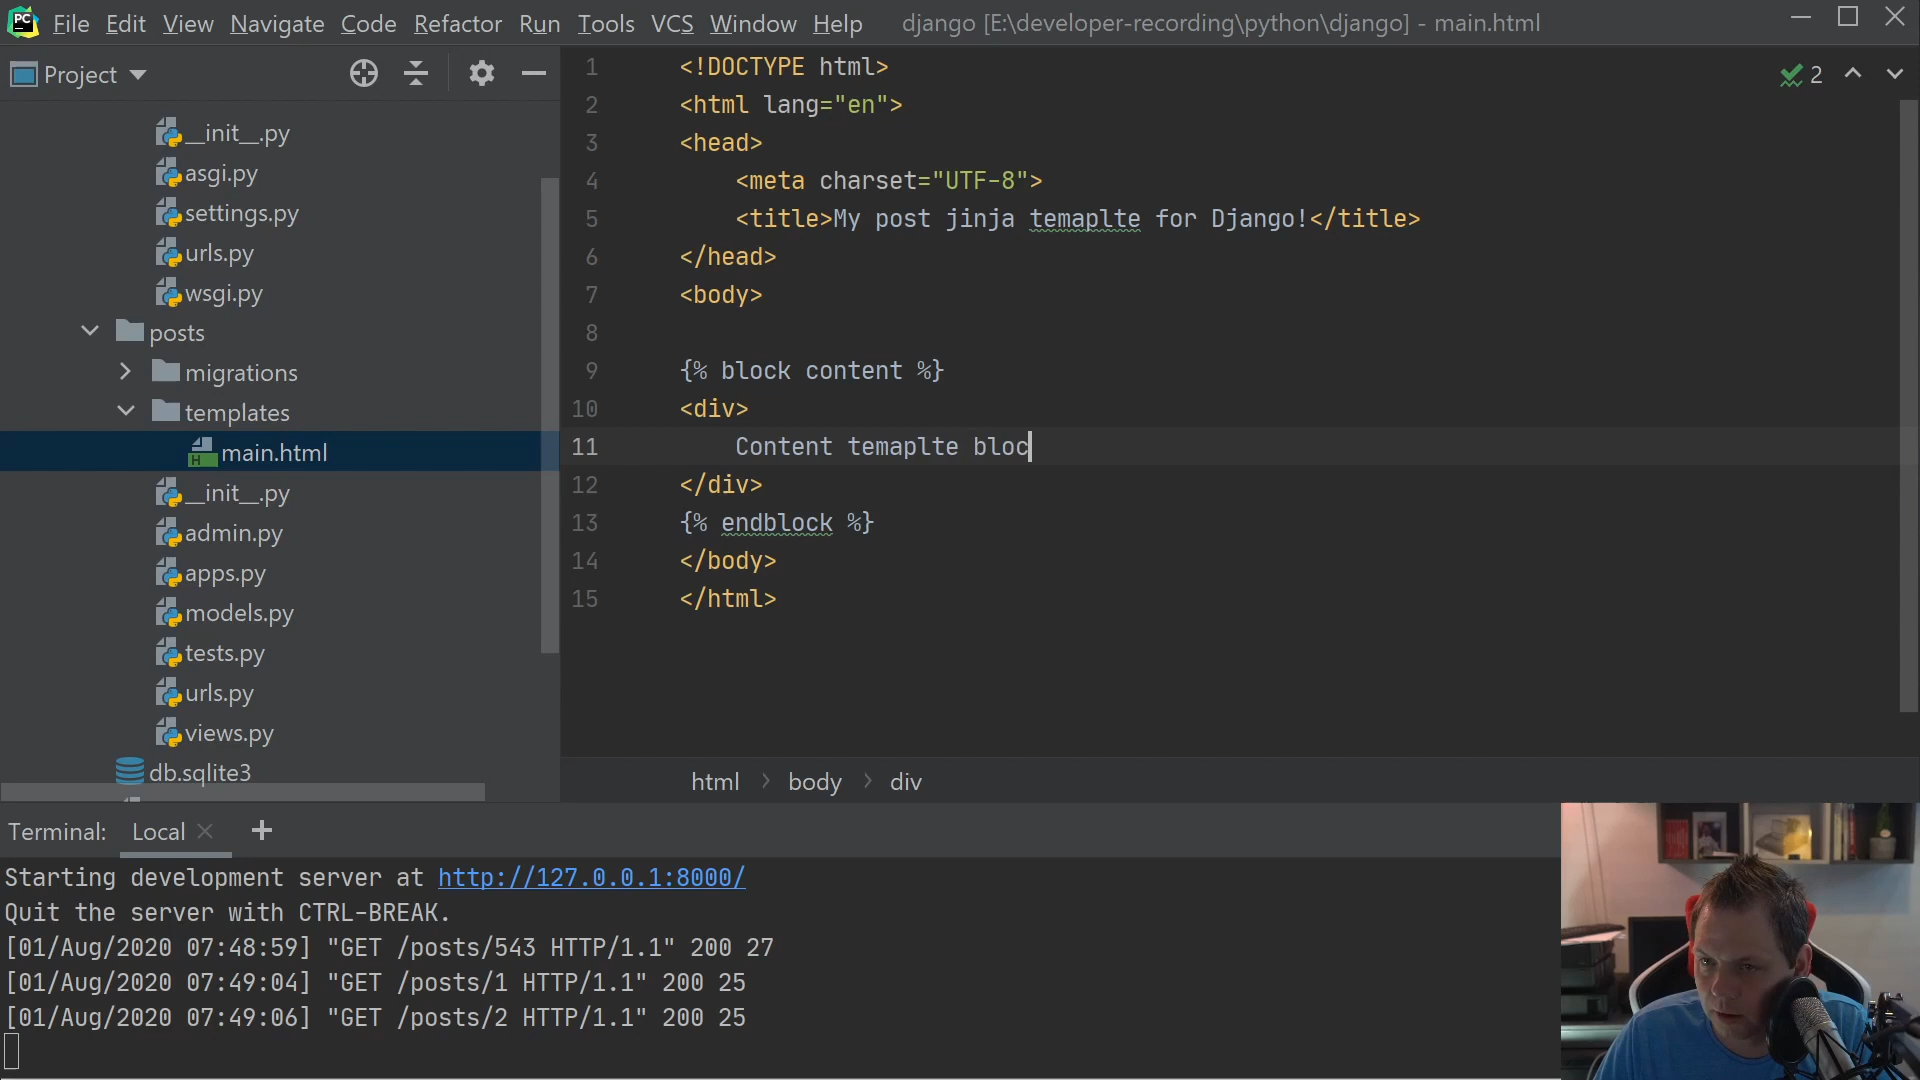 PC File Edit View Navigate Code Refactor Run Tools VCS Window Help django [E:\developer-recording\python\django] - main.html
Project
__init__.py
asgi.py
settings.py
urls.py
wsgi.py
posts
migrations
templates
main.html
__init__.py
admin.py
apps.py
models.py
tests.py
urls.py
views.py
db.sqlite3
2
1 <!DOCTYPE html>
2 <html lang="en">
3 <head>
4 <meta charset="UTF-8">
5 <title>My post jinja temaplte for Django!</title>
6 </head>
7 <body>
8
9 {% block content %}
10 <div>
11 Content temaplte bloc
12 </div>
13 {% endblock %}
14 </body>
15 </html>
html > body > div
Terminal: Local
Starting development server at http://127.0.0.1:8000/
Quit the server with CTRL-BREAK.
[01/Aug/2020 07:48:59] "GET /posts/543 HTTP/1.1" 200 27
[01/Aug/2020 07:49:04] "GET /posts/1 HTTP/1.1" 200 25
[01/Aug/2020 07:49:06] "GET /posts/2 HTTP/1.1" 200 25